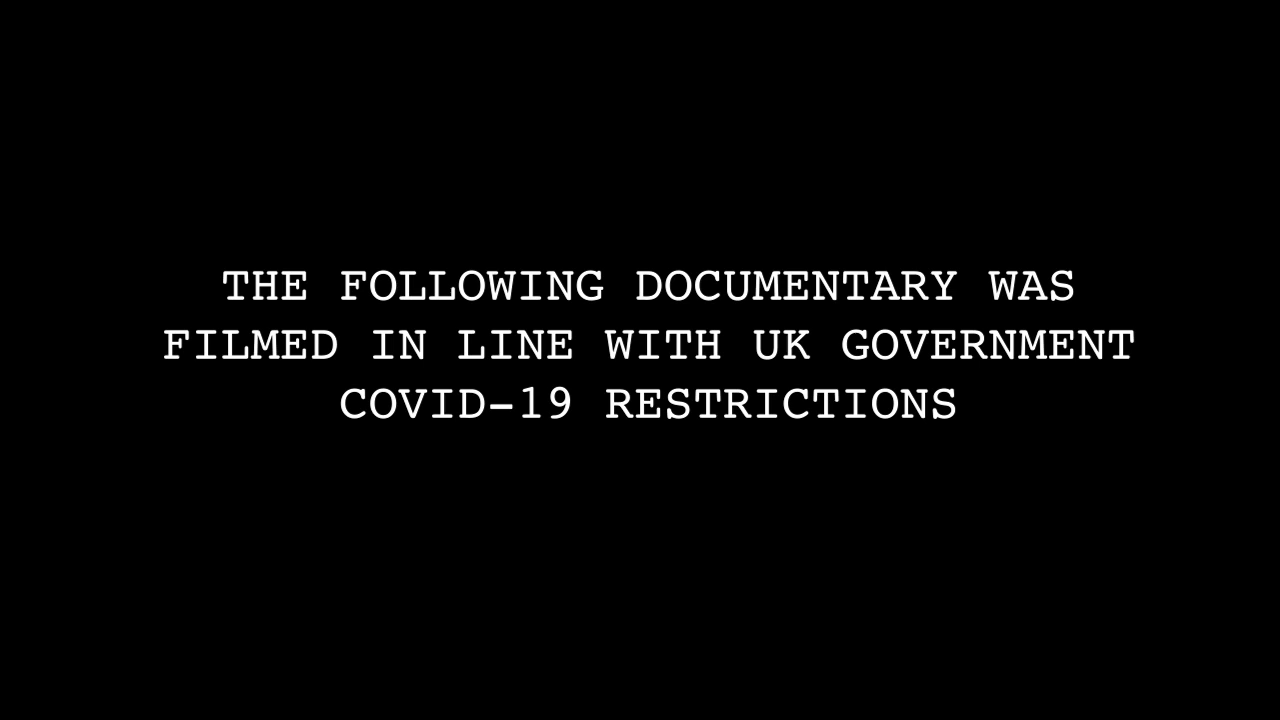 THE FOLLOWING DOCUMENTARY WAS
FILMED IN LINE WITH UK GOVERNMENT
COVID-19 RESTRICTIONS